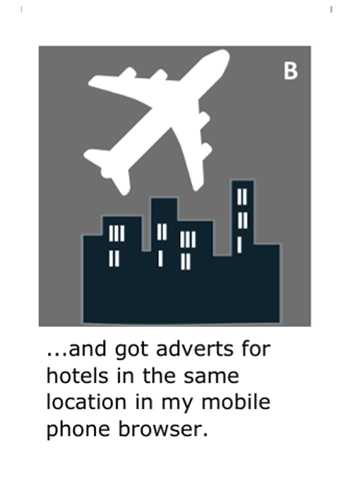 B
...and got adverts for
hotels in the same
location in my mobile
phone browser.